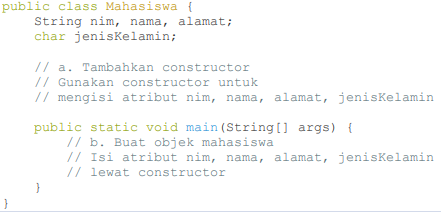 public class Mahasiswa {
    String nim, nama, alamat;
    char jenisKelamin;

    // a. Tambahkan constructor
    // Gunakan constructor untuk
    // mengisi atribut nim, nama, alamat, jenisKelamin

    public static void main(String[] args) {
        // b. Buat objek mahasiswa
        // Isi atribut nim, nama, alamat, jenisKelamin
        // lewat constructor
    }
}